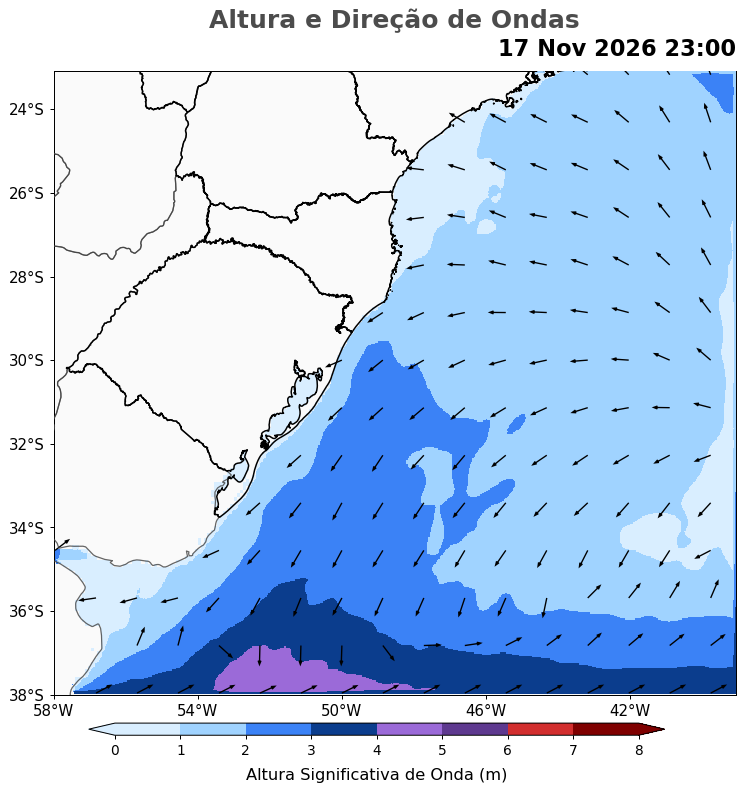 Altura e Direção de Ondas
17 Nov 2026 23:00
24°S
26°S
28°S
30°S
32°S
34°S
36°S
38°S
58°W 54°W 50°W 46°W 42°W
0 1 2 3 4 5 6 7 8
Altura Significativa de Onda (m)